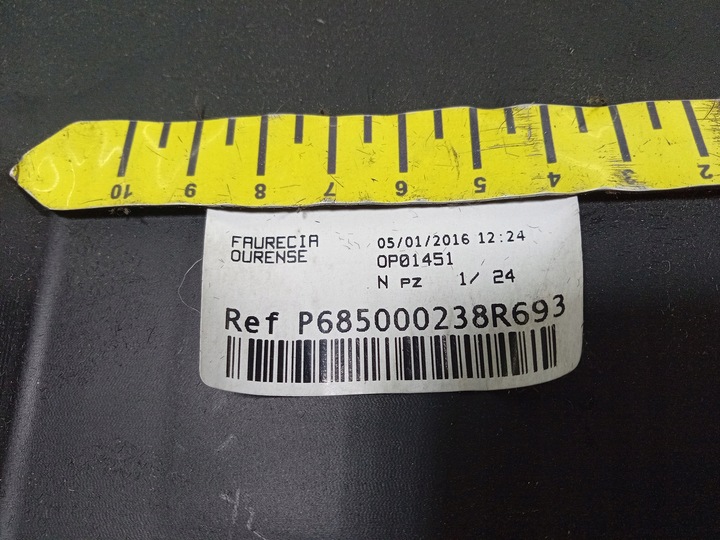 10 9 8 7 6 5 4 3 2
FAURECIA 05/01/2016 12:24
OURENSE OP01451
N pz 1/ 24
Ref P685000238R693